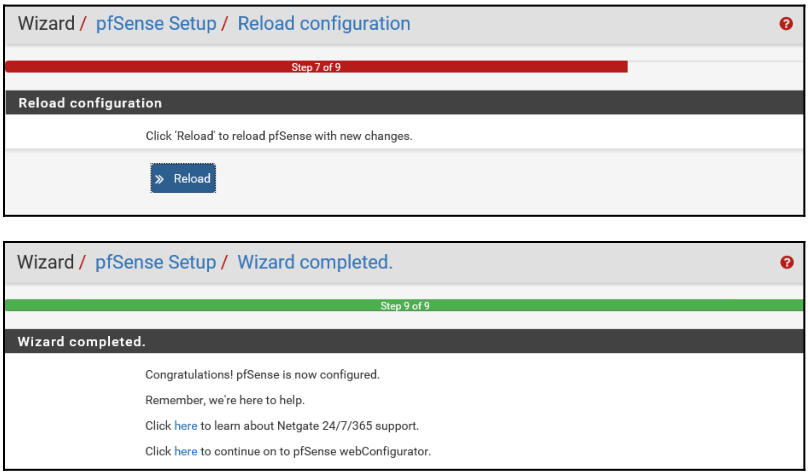 Wizard / pfSense Setup / Reload configuration
Step 7 of 9
Reload configuration
Click 'Reload' to reload pfSense with new changes.
Reload
Wizard / pfSense Setup / Wizard completed.
Step 9 of 9
Wizard completed.
Congratulations! pfSense is now configured.
Remember, we're here to help.
Click here to learn about Netgate 24/7/365 support.
Click here to continue on to pfSense webConfigurator.